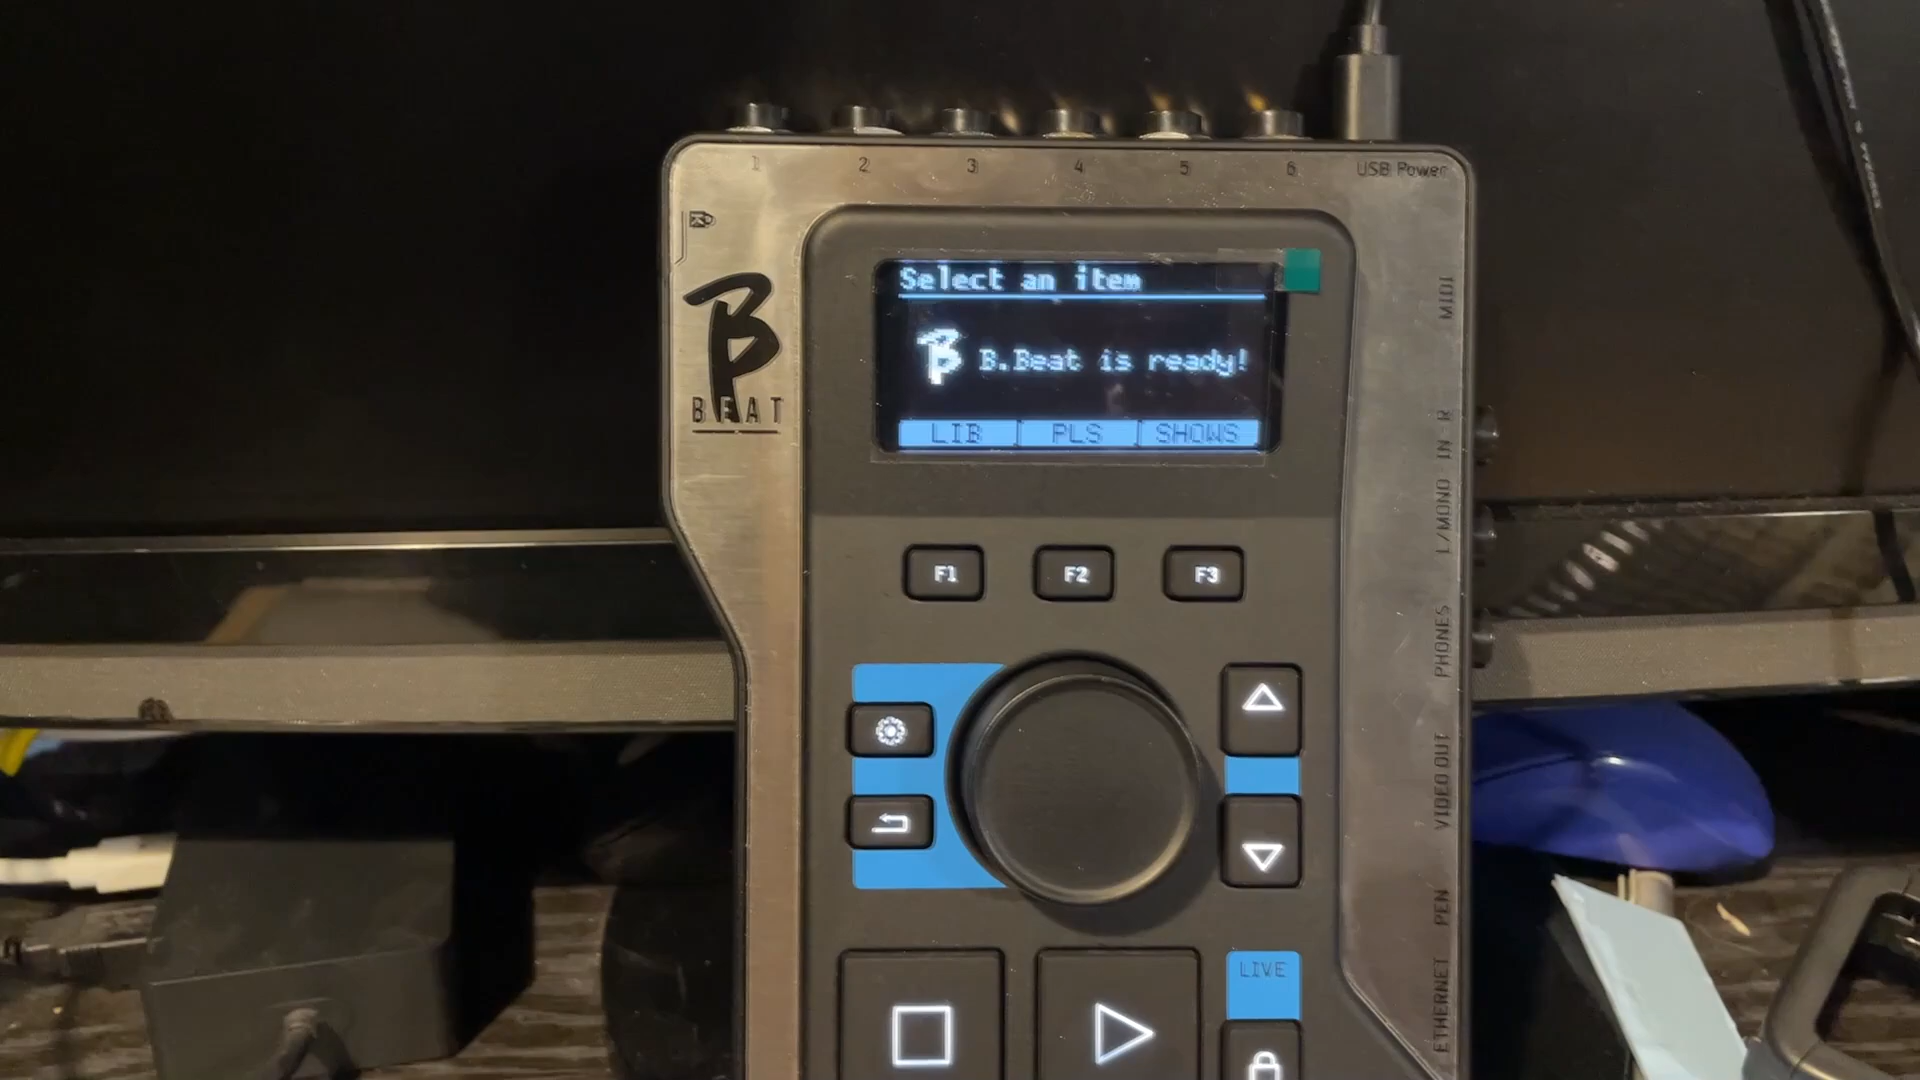 1 2 3 4 5 6 USB Power
Select an item
B.Beat is ready!
LIB PLS SHOWS
B BEAT
F1 F2 F3
LIVE
MIDI
L/MONO IN - R
PHONES
VIDEO OUT
PEN
ETHERNET